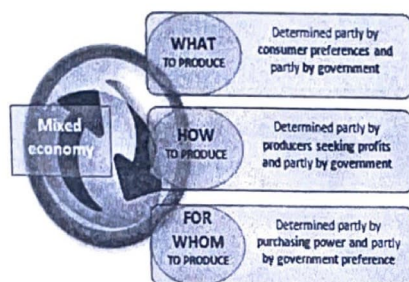 Mixed
economy
WHAT
TO PRODUCE
Determined partly by
consumer preferences and
partly by government
HOW
TO PRODUCE
Determined partly by
producers seeking profits
and partly by government
FOR
WHOM
TO PRODUCE
Determined partly by
purchasing power and partly
by government preference